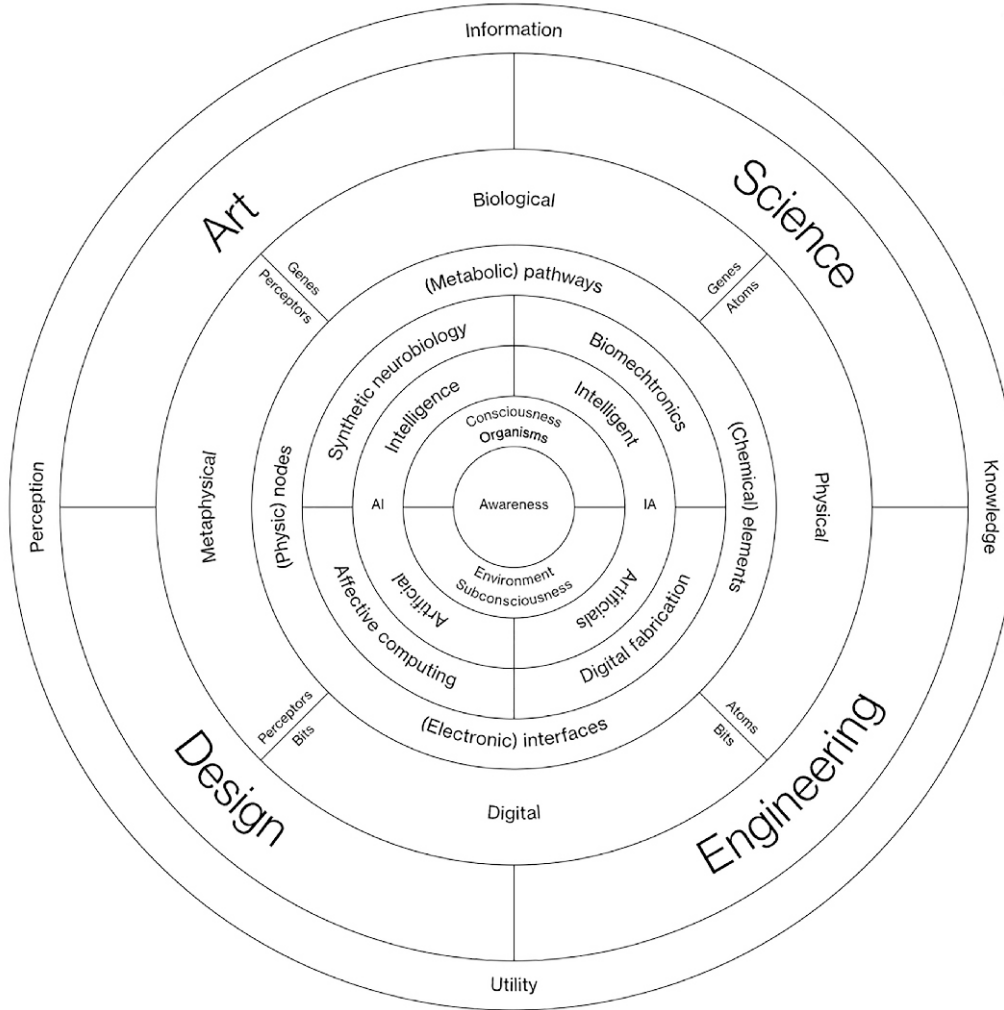 Information
Art
Science
Biological
Genes
Perceptors
Genes
Atoms
(Metabolic) pathways
Synthetic neurobiology
Biomechtronics
Intelligence
Intelligent
Consciousness
Organisms
Perception
Metaphysical
(Physic) nodes
AI
Awareness
IA
(Chemical) elements
Physical
Knowledge
Environment
Subconsciousness
Artificial
Artificials
Affective computing
Digital fabrication
(Electronic) interfaces
Perceptors
Bits
Atoms
Bits
Design
Engineering
Digital
Utility